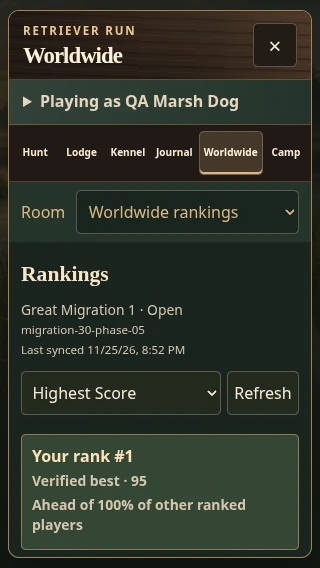 RETRIEVER RUN
Worldwide
×
▶ Playing as QA Marsh Dog
Hunt Lodge Kennel Journal Worldwide Camp
Room Worldwide rankings
Rankings
Great Migration 1 · Open
migration-30-phase-05
Last synced 11/25/26, 8:52 PM
Highest Score Refresh
Your rank #1
Verified best · 95
Ahead of 100% of other ranked
players